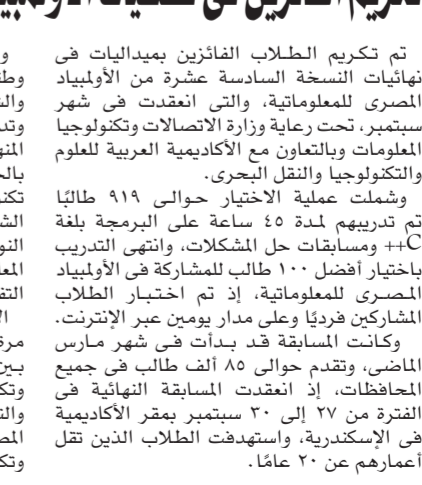 تم تكريم الطلاب الفائزين بميداليات فى
نهائيات النسخة السادسة عشرة من الأولمبياد
المصرى للمعلوماتية، والتى انعقدت فى شهر
سبتمبر، تحت رعاية وزارة الاتصالات وتكنولوجيا
المعلومات وبالتعاون مع الأكاديمية العربية للعلوم
والتكنولوجيا والنقل البحرى.
وشملت عملية الاختيار حوالى ٩١٩ طالبًا
تم تدريبهم لمدة ٤٥ ساعة على البرمجة بلغة
C++ ومسابقات حل المشكلات، وانتهى التدريب
باختيار أفضل ١٠٠ طالب للمشاركة فى الأولمبياد
المصرى للمعلوماتية، إذ تم اختبار الطلاب
المشاركين فرديًا وعلى مدار يومين عبر الإنترنت.
وكانت المسابقة قد بدأت فى شهر مارس
الماضى، وتقدم حوالى ٨٥ ألف طالب فى جميع
المحافظات، إذ انعقدت المسابقة النهائية فى
الفترة من ٢٧ إلى ٣٠ سبتمبر بمقر الأكاديمية
فى الإسكندرية، واستهدفت الطلاب الذين تقل
أعمارهم عن ٢٠ عامًا.